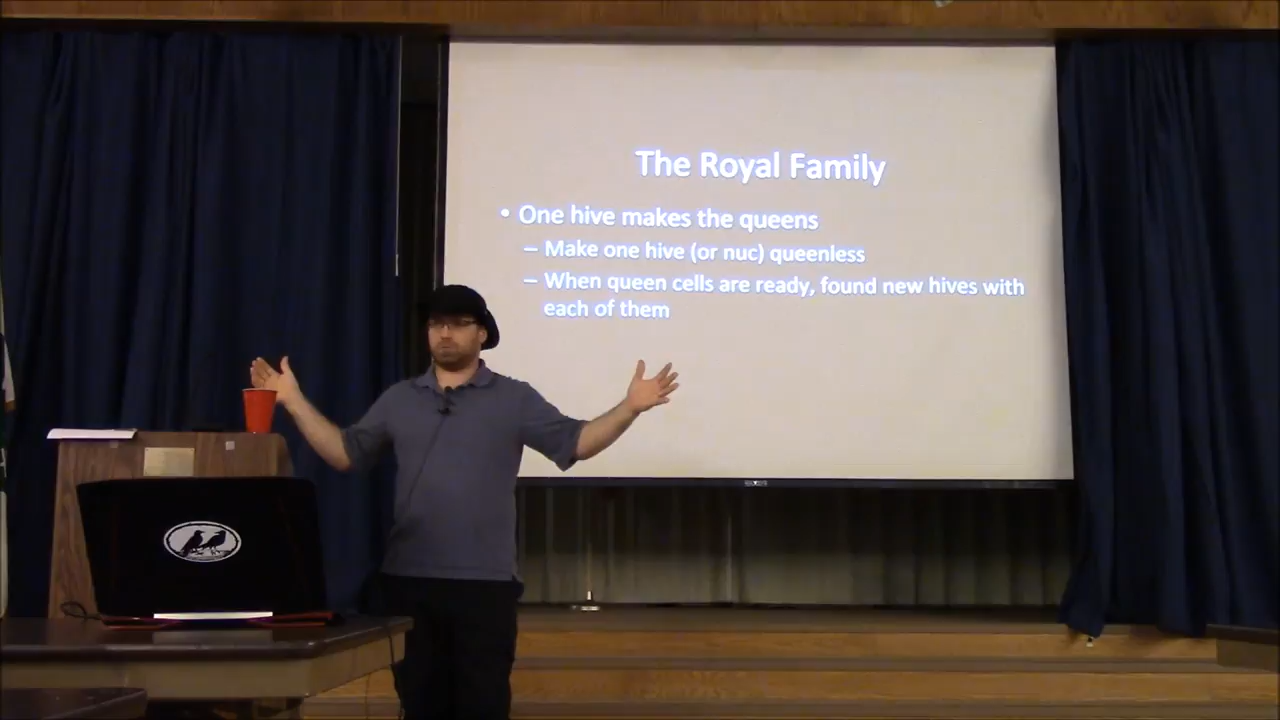 The Royal Family
• One hive makes the queens
– Make one hive (or nuc) queenless
– When queen cells are ready, found new hives with
each of them